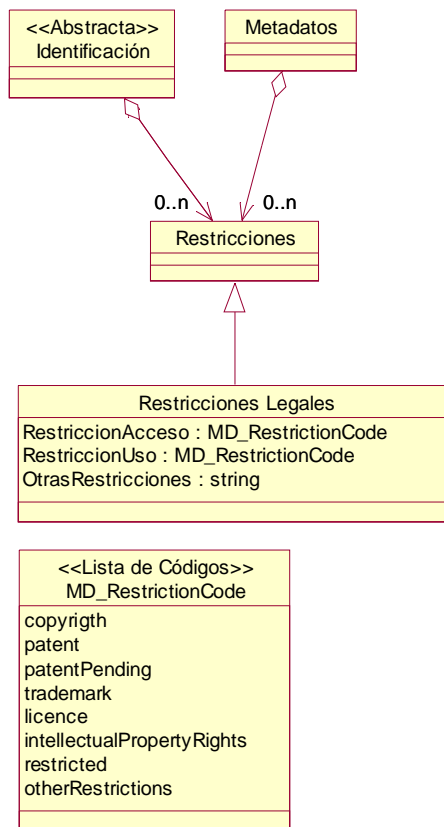 <<Abstracta>>
Identificación
Metadatos
0..n
0..n
Restricciones
Restricciones Legales
RestriccionAcceso : MD_RestrictionCode
RestriccionUso : MD_RestrictionCode
OtrasRestricciones : string
<<Lista de Códigos>>
MD_RestrictionCode
copyrigth
patent
patentPending
trademark
licence
intellectualPropertyRights
restricted
otherRestrictions